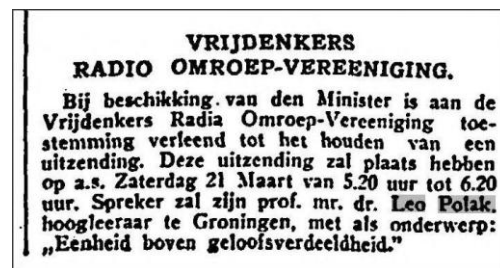 VRIJDENKERS
RADIO OMROEP-VEREENIGING.
Bij beschikking van den Minister is aan de
Vrijdenkers Radia Omroep-Vereeniging toe-
stemming verleend tot het houden van een
uitzending. Deze uitzending zal plaats hebben
op a.s. Zaterdag 21 Maart van 5.20 uur tot 6.20
uur. Spreker zal zijn prof. mr. dr. Leo Polak.
hoogleeraar te Groningen, met als onderwerp:
„Eenheid boven geloofsverdeeldheid.”